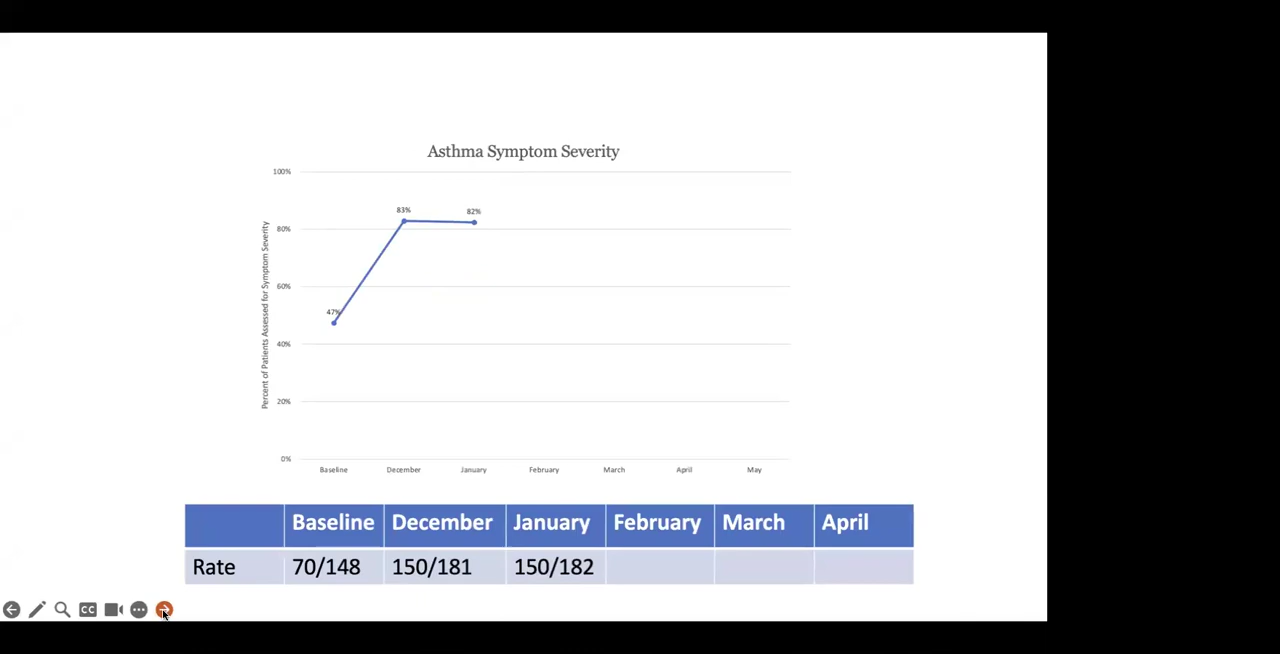 Asthma Symptom Severity
100%
83%
82%
80%
60%
47%
40%
20%
0%
Percent of Patients Assessed for Symptom Severity
Baseline December January February March April May
Baseline December January February March April
Rate 70/148 150/181 150/182
CC